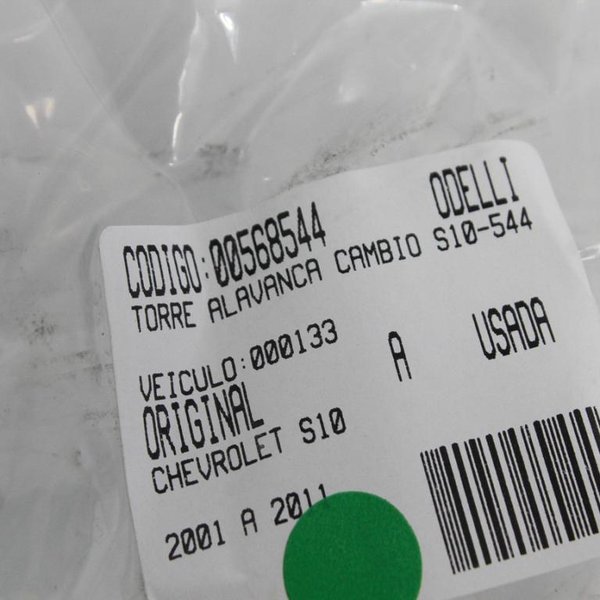 CODIGO:00568544 ODELLI
TORRE ALAVANCA CAMBIO S10-544
VEICULO:000133 A USADA
ORIGINAL
CHEVROLET S10
2001 A 2011